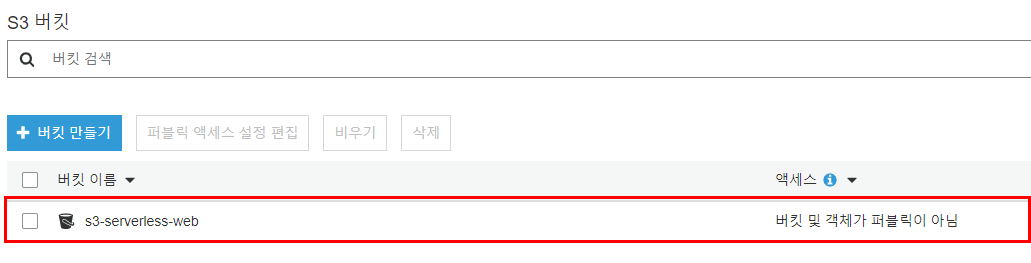 S3 버킷
버킷 검색
버킷 만들기 퍼블릭 액세스 설정 편집 비우기 삭제
버킷 이름 액세스
s3-serverless-web 버킷 및 객체가 퍼블릭이 아님